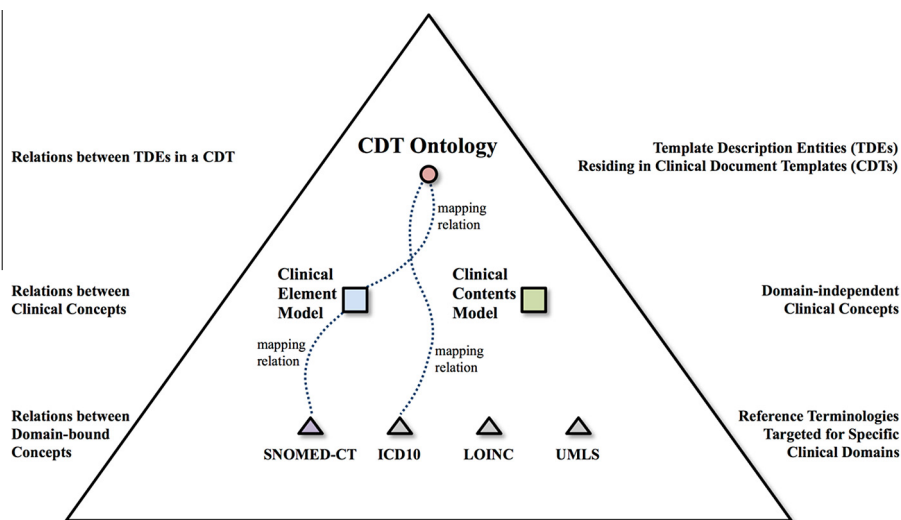 CDT Ontology
Relations between TDEs in a CDT
Template Description Entities (TDEs)
Residing in Clinical Document Templates (CDTs)
mapping
relation
Clinical
Element
Model
Clinical
Contents
Model
Relations between
Clinical Concepts
Domain-independent
Clinical Concepts
mapping
relation
mapping
relation
Relations between
Domain-bound
Concepts
Reference Terminologies
Targeted for Specific
Clinical Domains
SNOMED-CT
ICD10
LOINC
UMLS